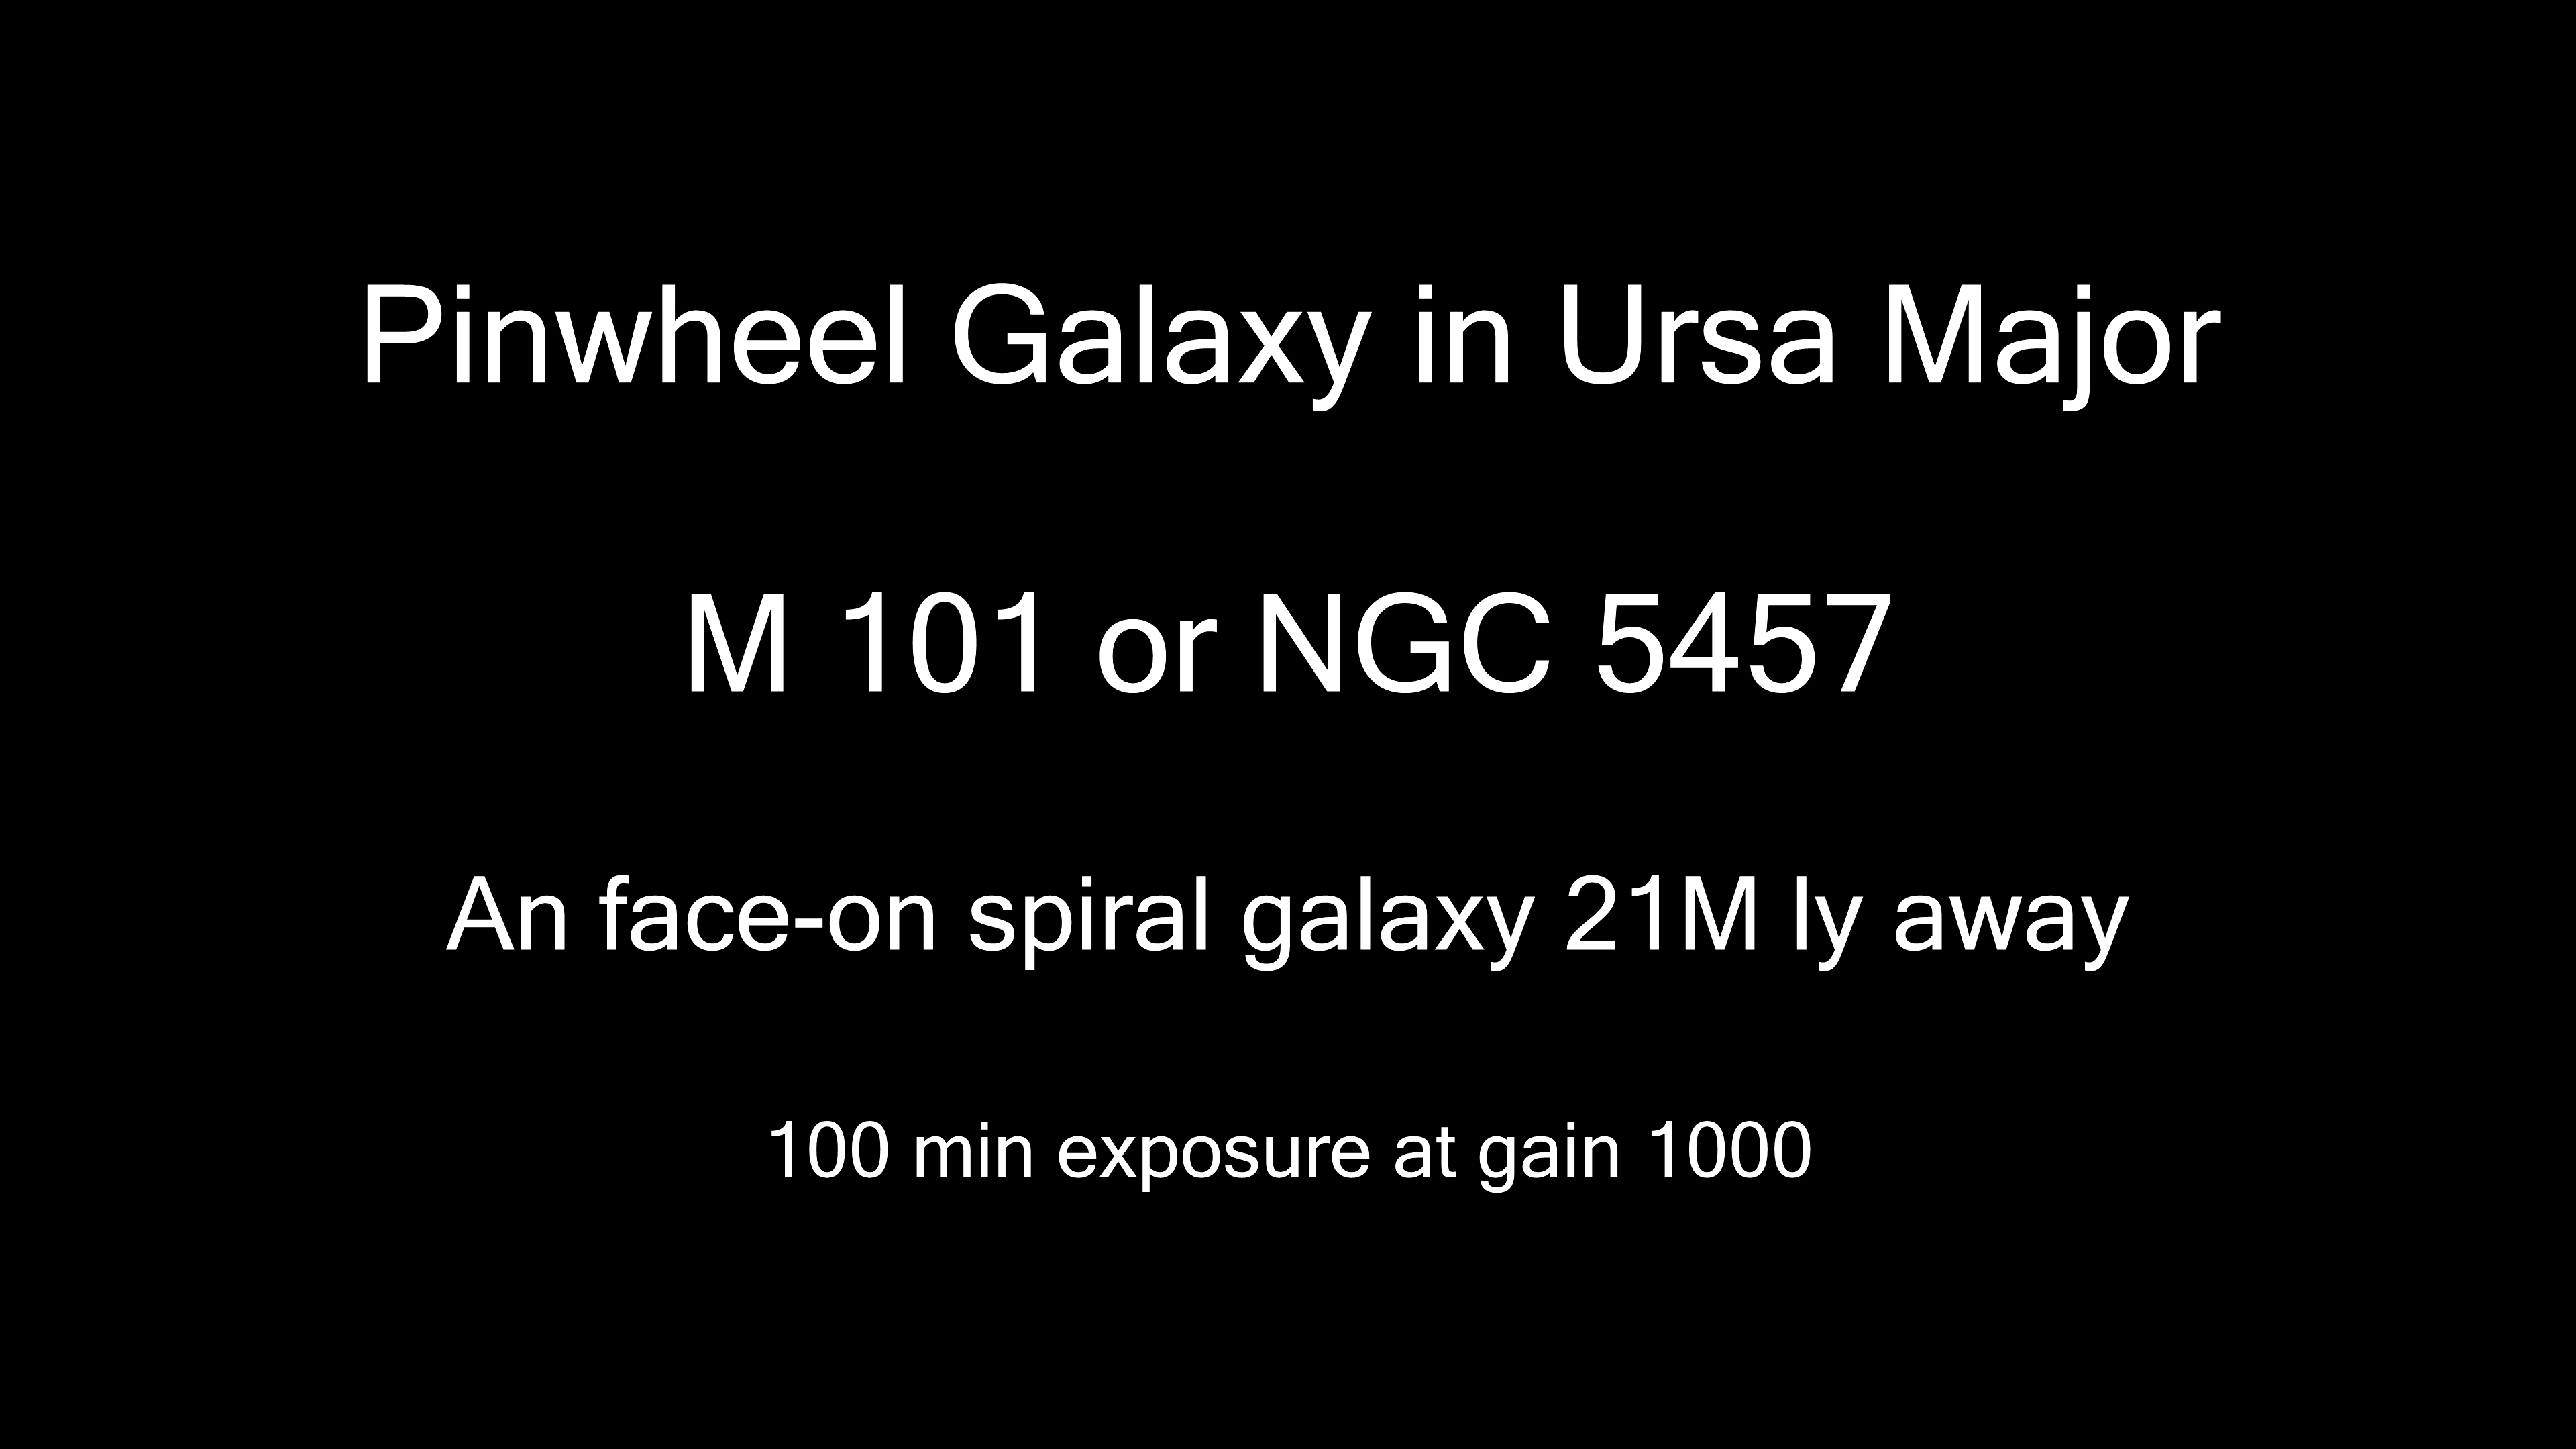 Pinwheel Galaxy in Ursa Major
M 101 or NGC 5457
An face-on spiral galaxy 21M ly away
100 min exposure at gain 1000